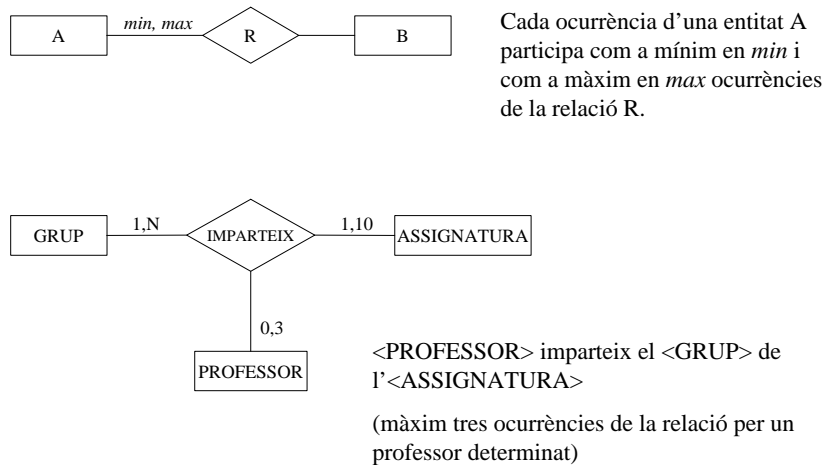 A
min, max
R
B
Cada ocurrència d'una entitat A
participa com a mínim en min i
com a màxim en max ocurrències
de la relació R.
GRUP
1,N
IMPARTEIX
1,10
ASSIGNATURA
0,3
PROFESSOR
<PROFESSOR> imparteix el <GRUP> de
l'<ASSIGNATURA>
(màxim tres ocurrències de la relació per un
professor determinat)